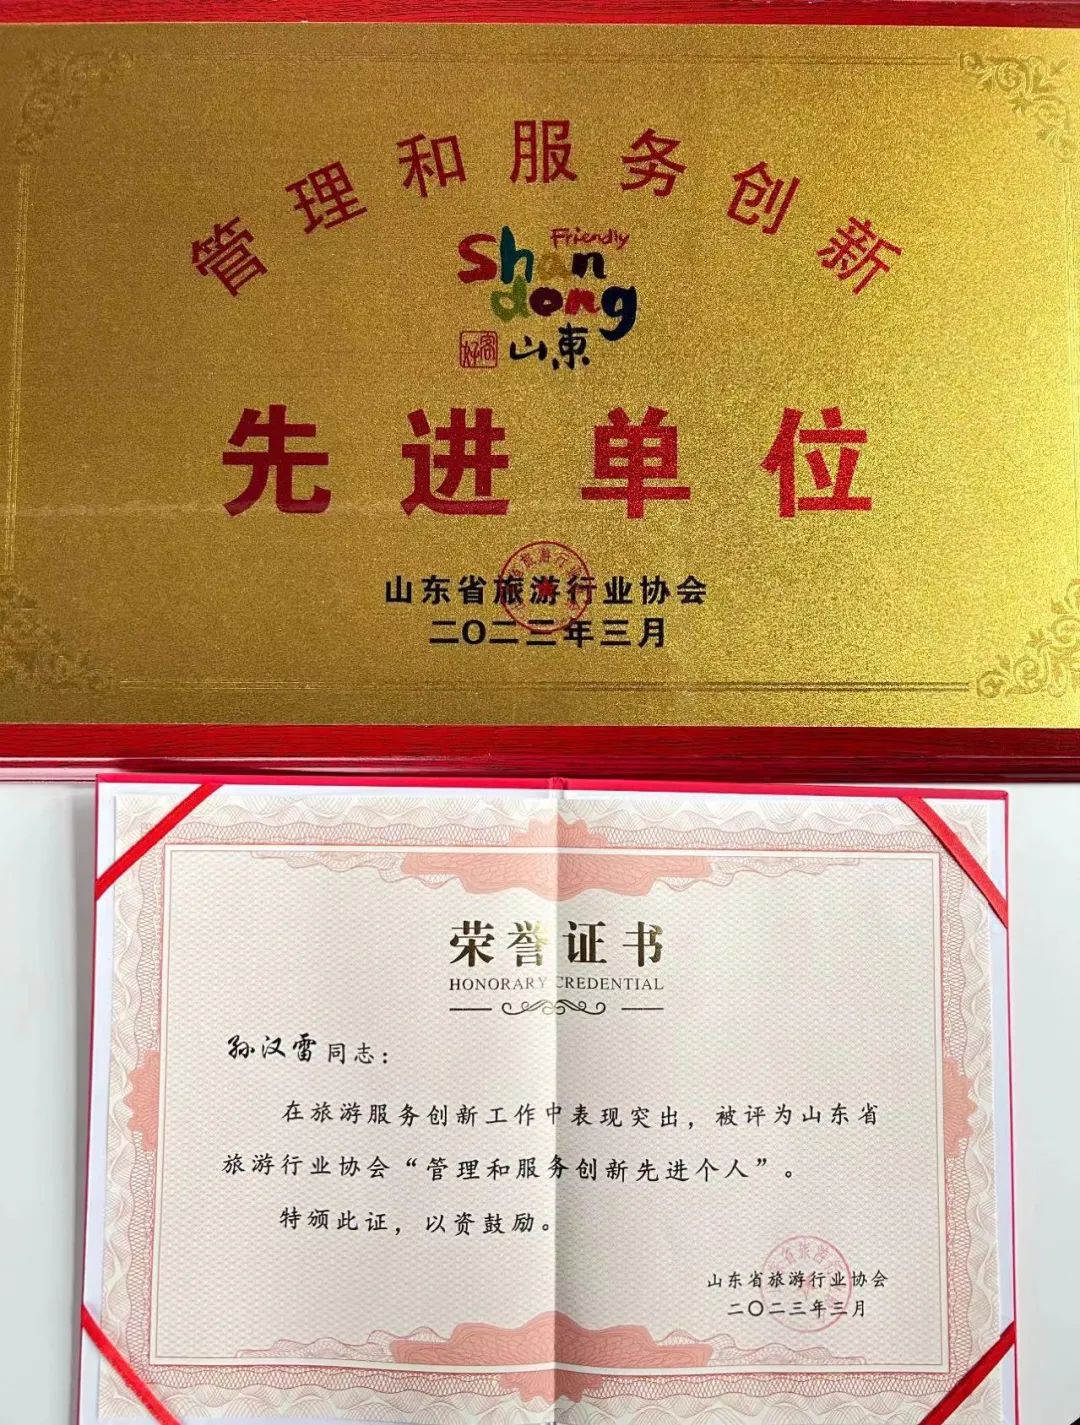 管理和服务创新
Friendly
Shan
dong
好客 山東
先进单位
山东省旅游行业协会
二〇二三年三月
荣誉证书
HONORARY CREDENTIAL
孙汉雷同志：
在旅游服务创新工作中表现突出，被评为山东省
旅游行业协会“管理和服务创新先进个人”。
特颁此证，以资鼓励。
山东省旅游行业协会
二〇二三年三月